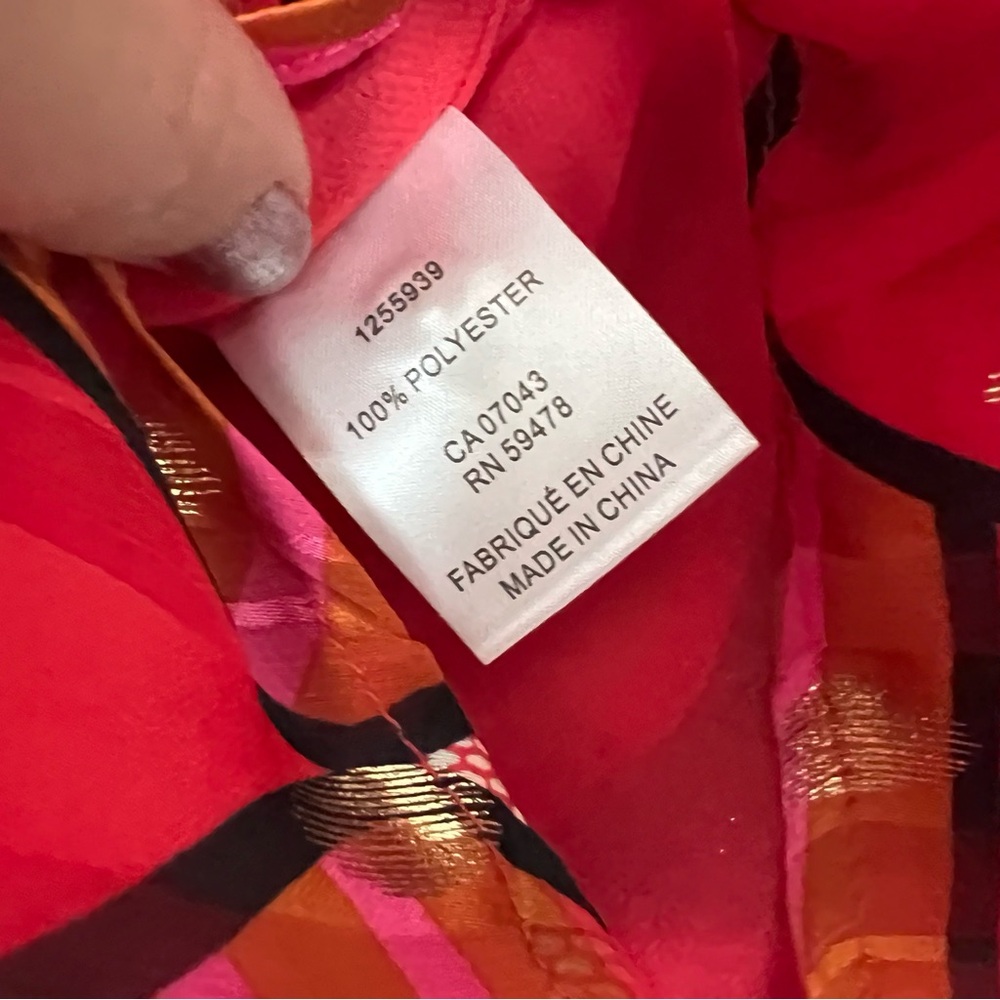 1255939
100% POLYESTER
CA 07043
RN 59478
FABRIQUÉ EN CHINE
MADE IN CHINA